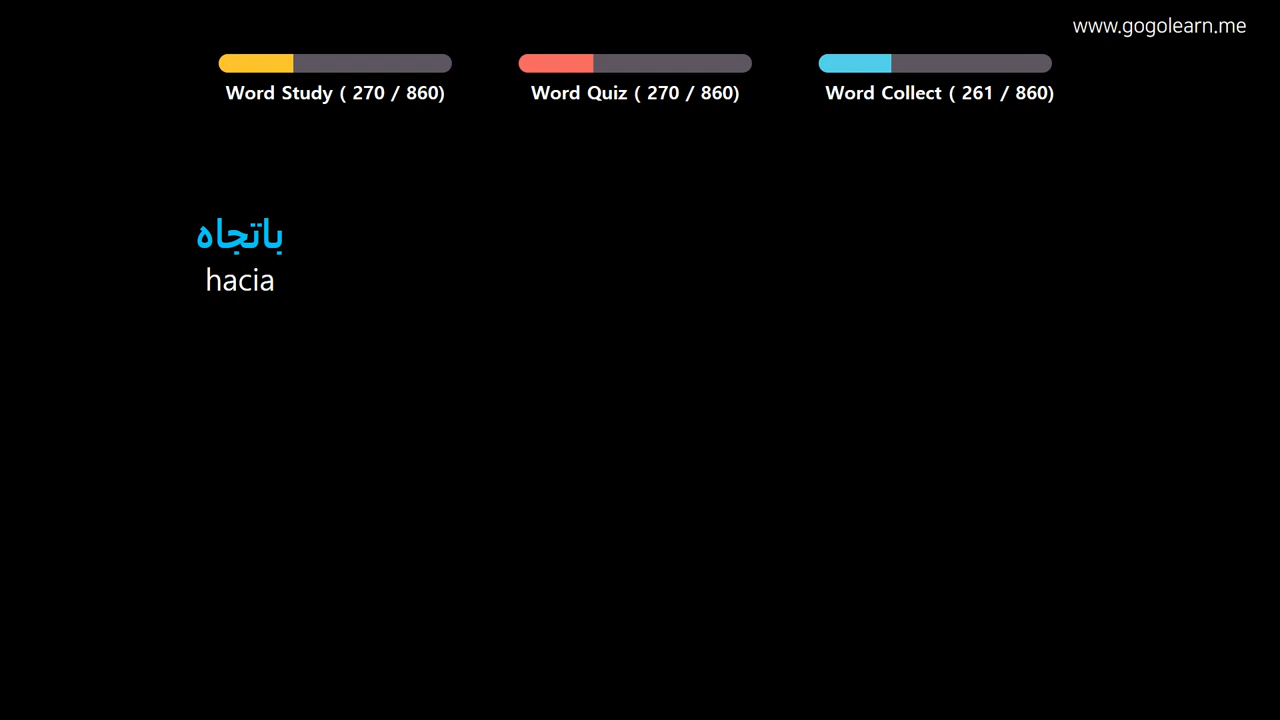 www.gogolearn.me
Word Study ( 270 / 860)
Word Quiz ( 270 / 860)
Word Collect ( 261 / 860)
باتجاه
hacia